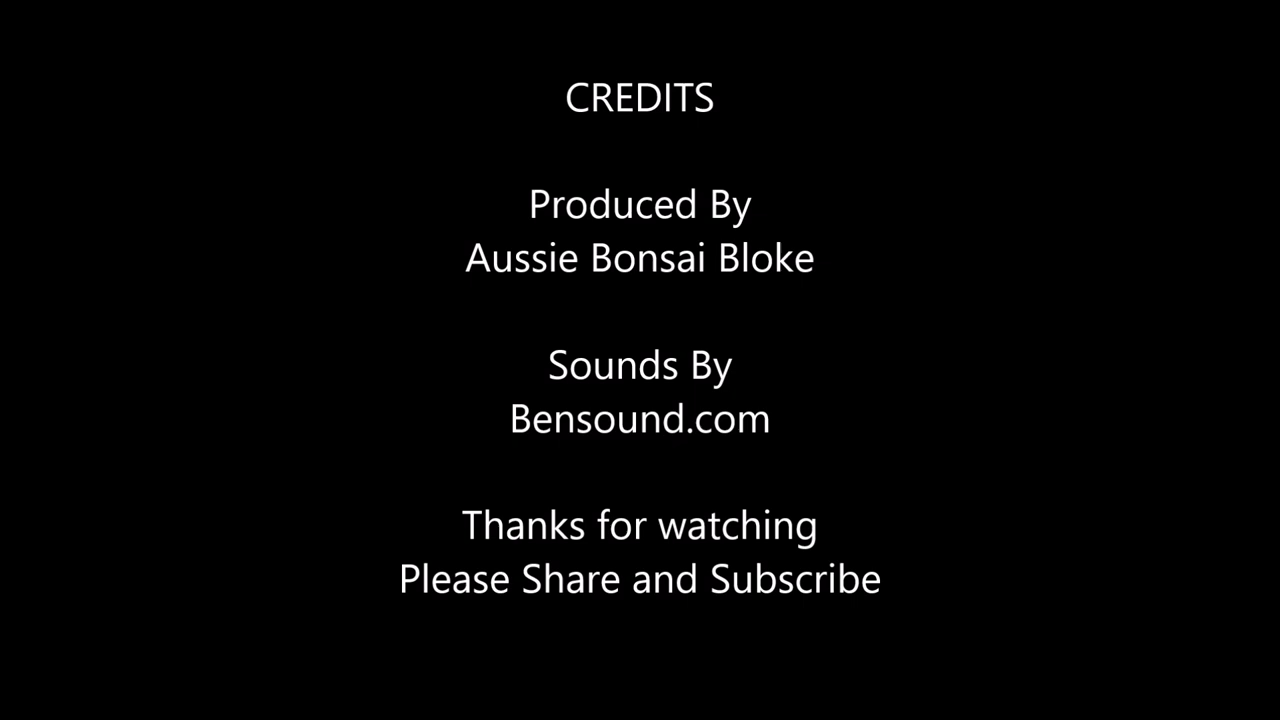 CREDITS
Produced By
Aussie Bonsai Bloke
Sounds By
Bensound.com
Thanks for watching
Please Share and Subscribe